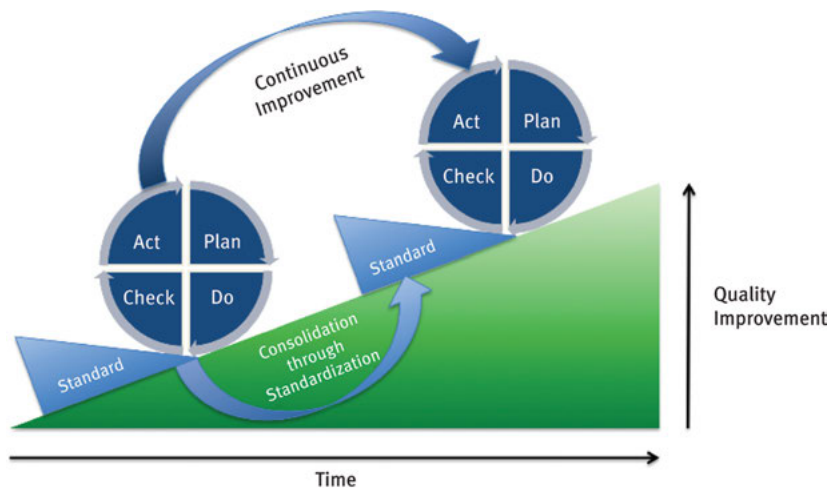 Continuous
Improvement
Act
Plan
Check
Do
Act
Plan
Check
Do
Standard
Standard
Consolidation
through
Standardization
Quality
Improvement
Time